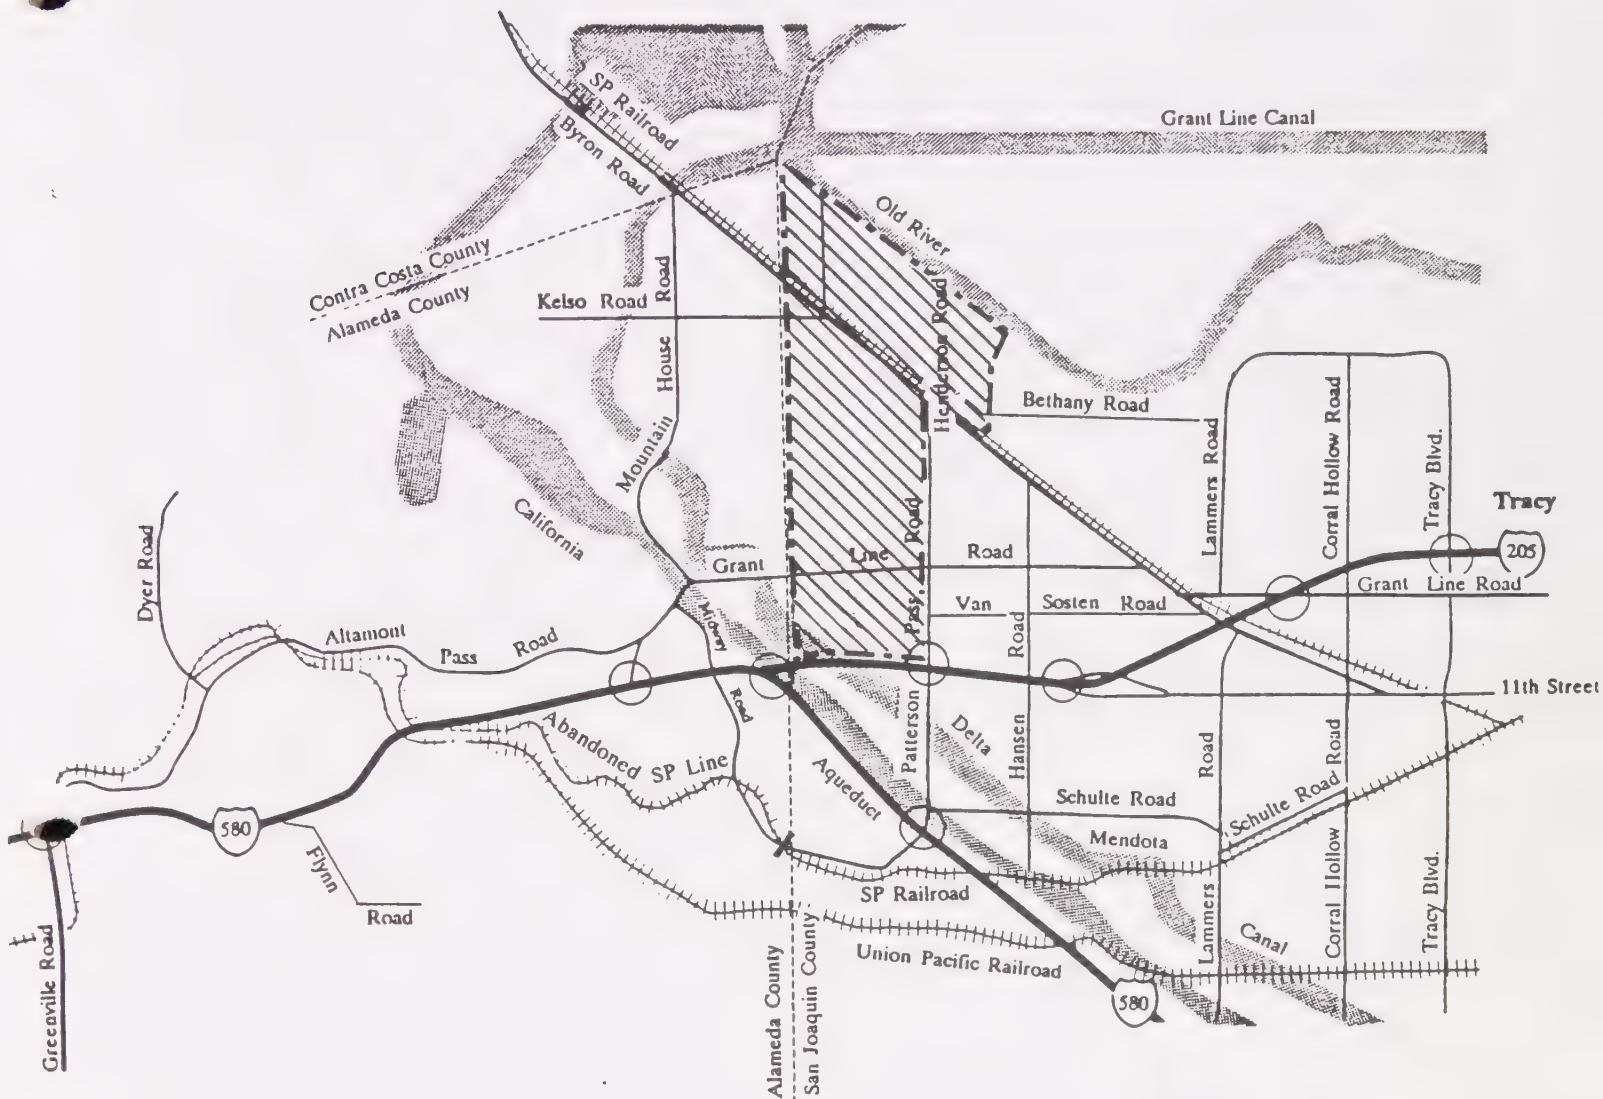 SP Railroad
Byron Road
Grant Line Canal
Old River
Contra Costa County
Alameda County
Kelso Road
Mountain House Road
Henderson Road
Bethany Road
Lammers Road
Corral Hollow Road
Tracy Blvd.
Tracy
205
California
Dyer Road
Grant Line Road
Grant Line Road
Van Sosten Road
Patterson Pass Road
Midway Road
Altamont Pass Road
Hansen Road
11th Street
Abandoned SP Line
Aqueduct
Delta
Mendota
Canal
Schulte Road
Schulte Road
Lammers Road
Corral Hollow Road
Tracy Blvd.
580
Flynn Road
SP Railroad
Union Pacific Railroad
580
Greenville Road
Alameda County
San Joaquin County